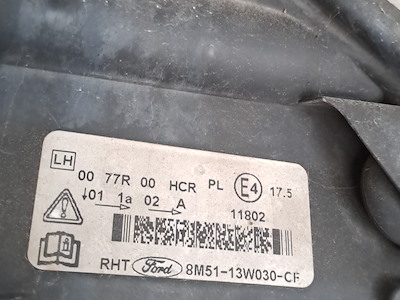 LH
00 77R 00 HCR PL E4 17.5
↓01 1a 02 A
11802
RHT Ford 8M51-13W030-CF